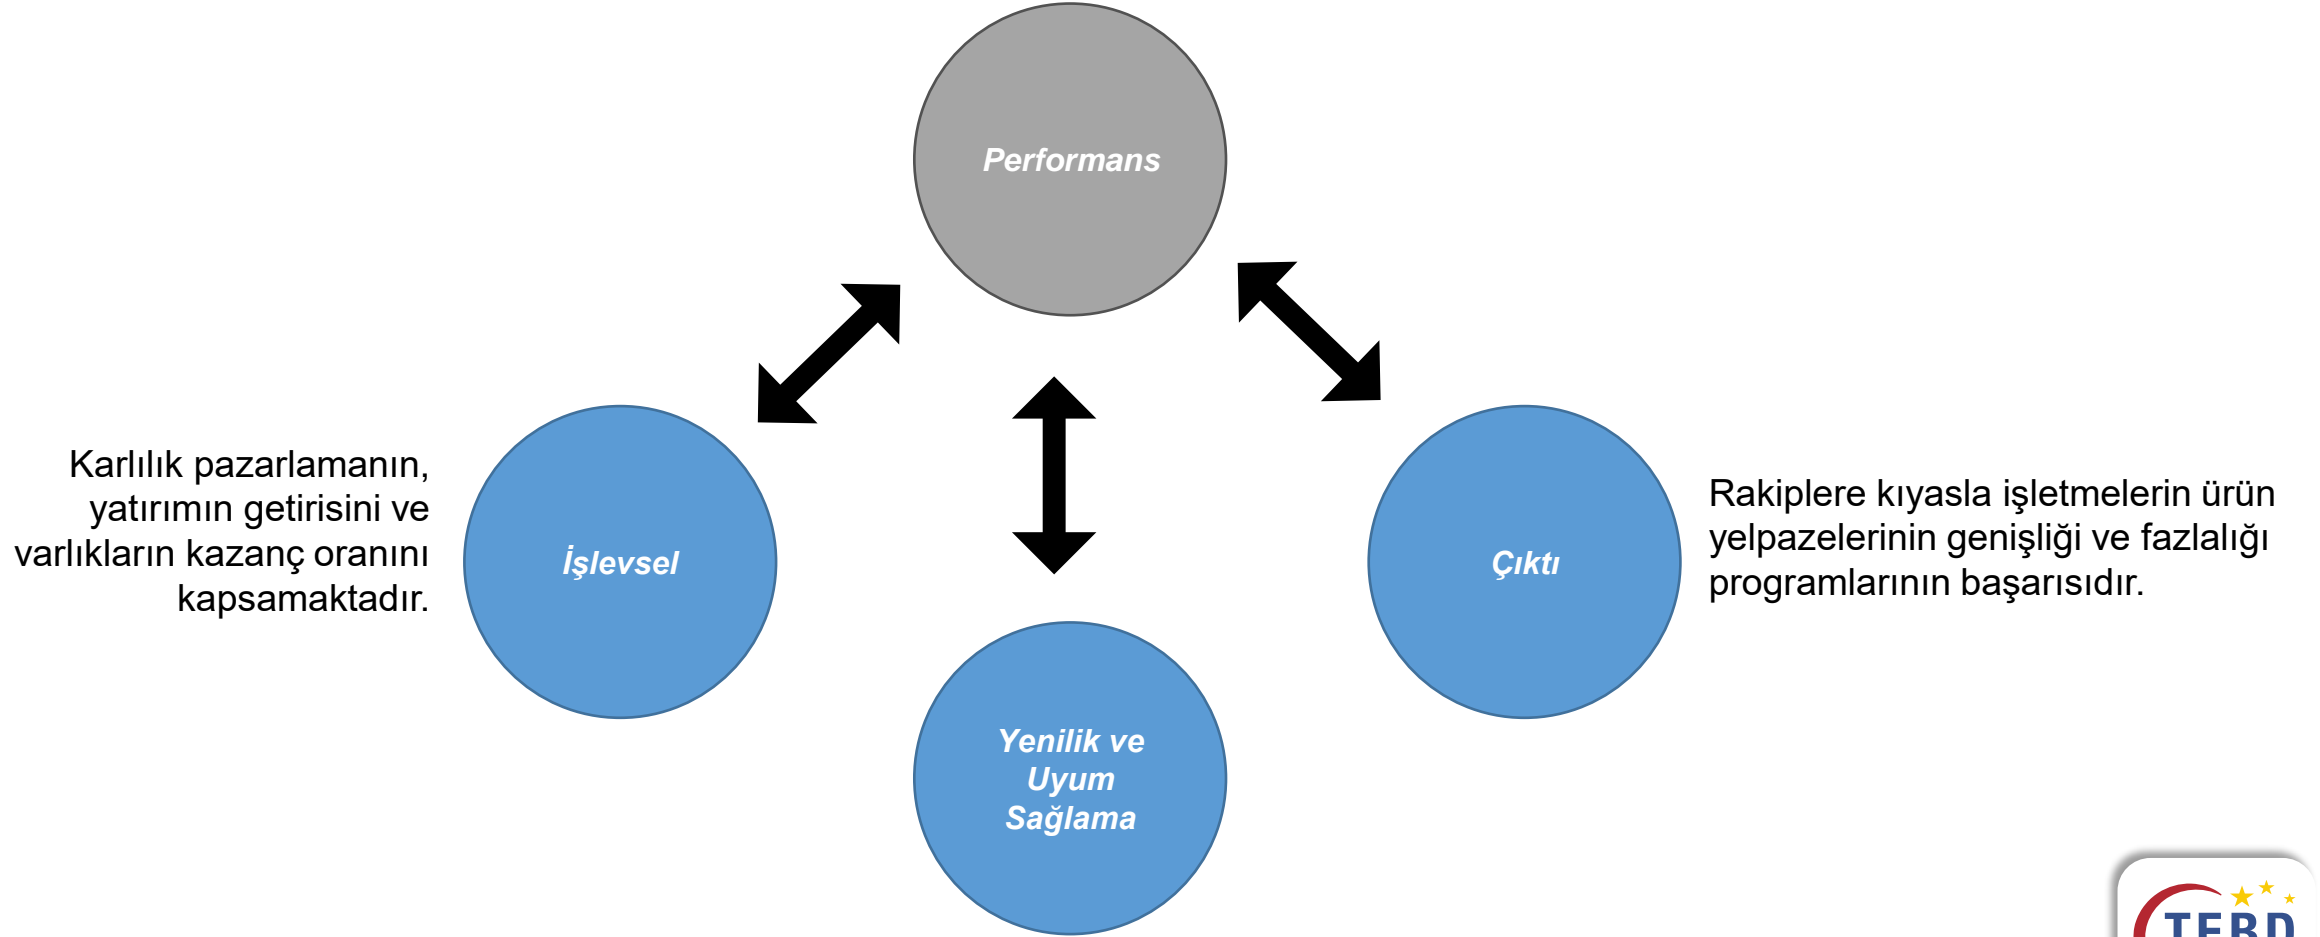 Performans
Karlılık pazarlamanın,
yatırımın getirisini ve
varlıkların kazanç oranını
kapsamaktadır.
İşlevsel
Çıktı
Rakiplere kıyasla işletmelerin ürün
yelpazelerinin genişliği ve fazlalığı
programlarının başarısıdır.
Yenilik ve
Uyum
Sağlama
TEBD